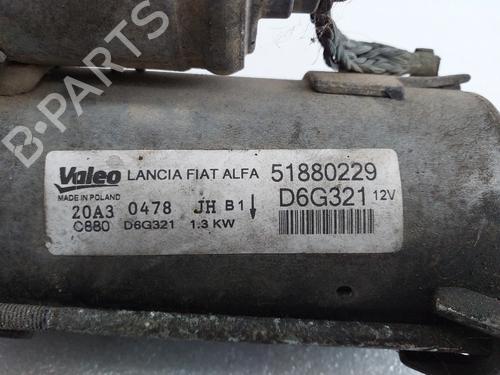 B-PARTS
Valeo LANCIA FIAT ALFA 51880229
MADE IN POLAND D6G321 12V
20A3 0478 JH B1↓
C880 D6G321 1.3 KW